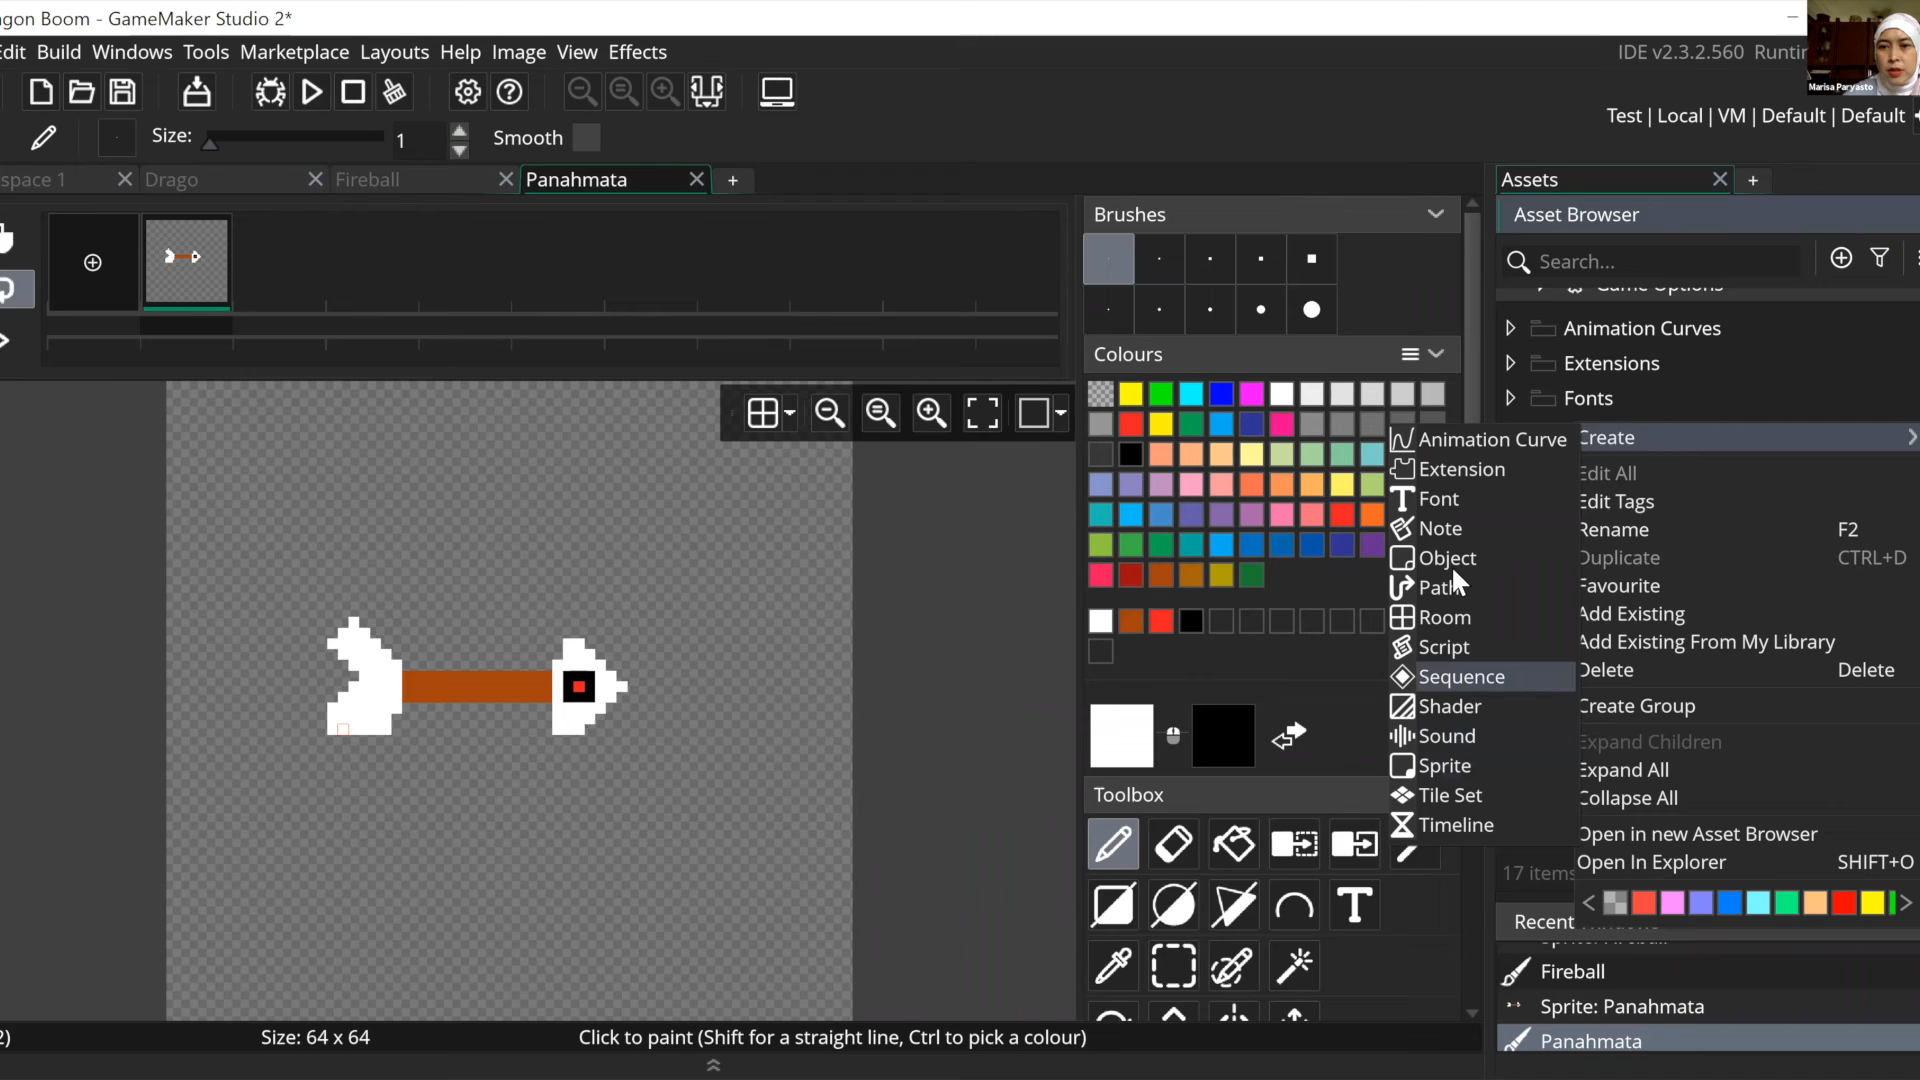 agon Boom - GameMaker Studio 2*
Edit Build Windows Tools Marketplace Layouts Help Image View Effects
IDE v2.3.2.560
Marisa Paryasto
Test | Local | VM | Default | Default
Size: 1 Smooth
space 1 Drago Fireball Panahmata
Assets
Brushes
Asset Browser
Search...
Colours
Animation Curves
Extensions
Fonts
Animation Curve
Extension
Font
Note
Object
Path
Room
Script
Sequence
Shader
Sound
Sprite
Tile Set
Timeline
Create
Edit All
Edit Tags
Rename F2
Duplicate CTRL+D
Favourite
Add Existing
Add Existing From My Library
Delete Delete
Create Group
Expand Children
Expand All
Collapse All
Open in new Asset Browser
Open In Explorer SHIFT+O
Toolbox
17 items
Recent
Fireball
Sprite: Panahmata
Panahmata
2) Size: 64 x 64 Click to paint (Shift for a straight line, Ctrl to pick a colour)